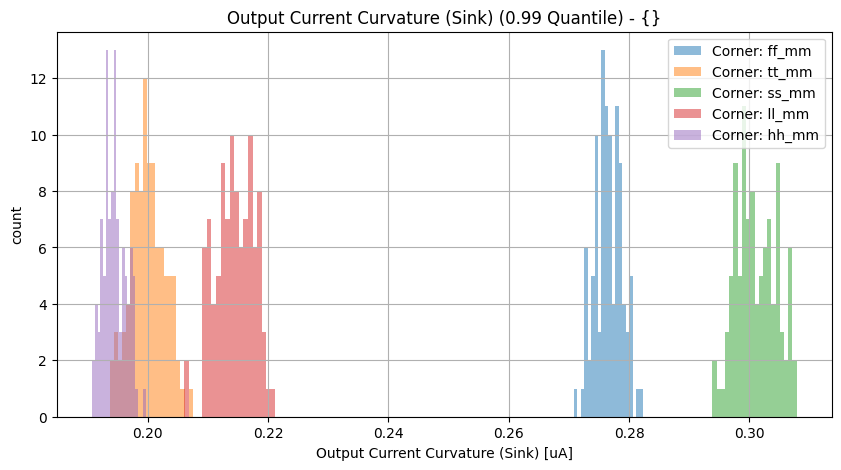 Output Current Curvature (Sink) (0.99 Quantile) - {}
Corner: ff_mm
Corner: tt_mm
Corner: ss_mm
Corner: ll_mm
Corner: hh_mm
count
12
10
8
6
4
2
0
0.20 0.22 0.24 0.26 0.28 0.30
Output Current Curvature (Sink) [uA]